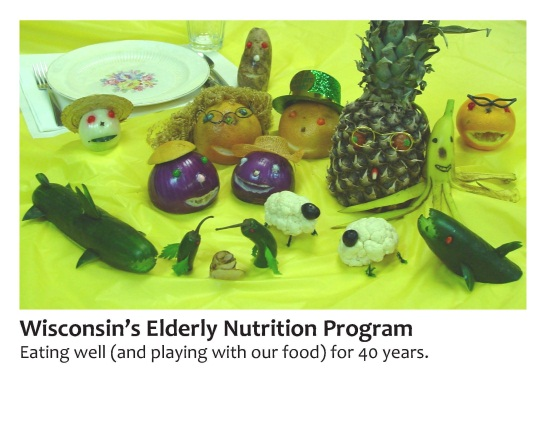 Wisconsin's Elderly Nutrition Program
Eating well (and playing with our food) for 40 years.